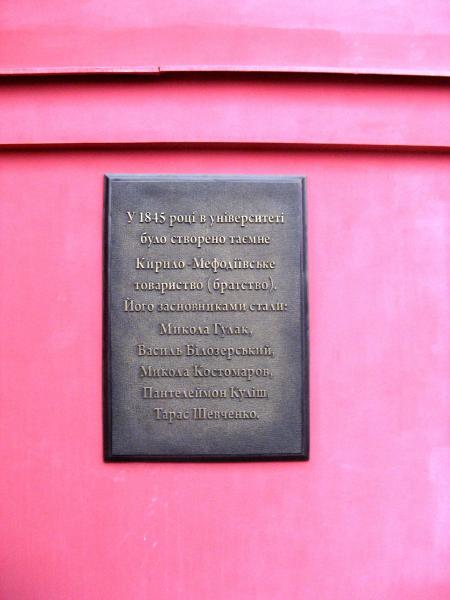 У 1845 році в університеті
було створено таємне
Кирило-Мефодіївське
товариство (братство).
Його засновниками стали:
Микола Гулак,
Василь Білозерський,
Микола Костомаров,
Пантелеймон Куліш,
Тарас Шевченко.